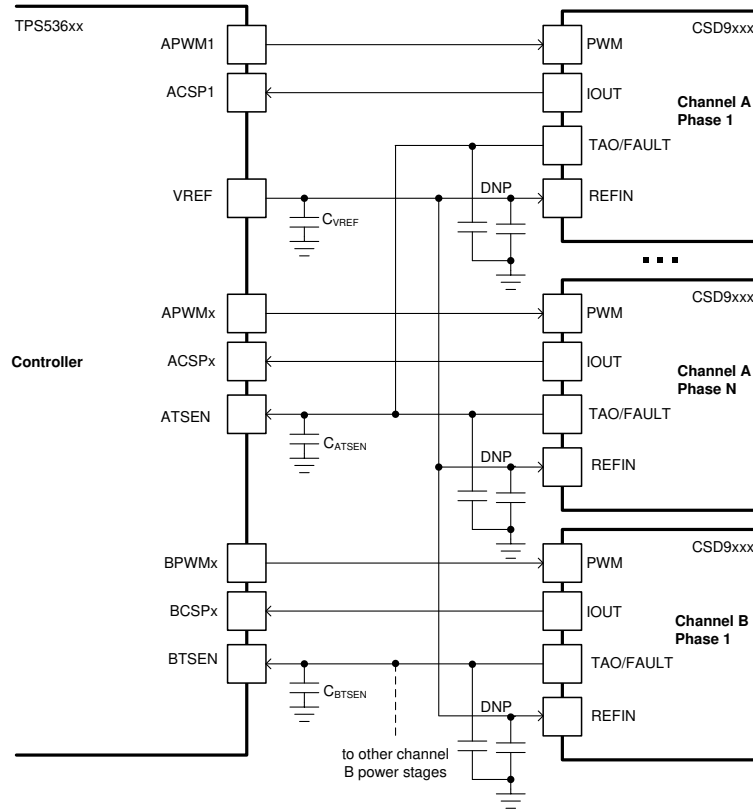 TPS536xx
CSD9xxx
APWM1
PWM
ACSP1
IOUT
Channel A
Phase 1
TAO/FAULT
VREF
DNP
REFIN
CVREF
...
CSD9xxx
APWMx
PWM
Controller
ACSPx
IOUT
Channel A
Phase N
ATSEN
TAO/FAULT
CATSEN
DNP
REFIN
CSD9xxx
BPWMx
PWM
BCSPx
IOUT
Channel B
Phase 1
BTSEN
TAO/FAULT
CBTSEN
DNP
REFIN
to other channel
B power stages